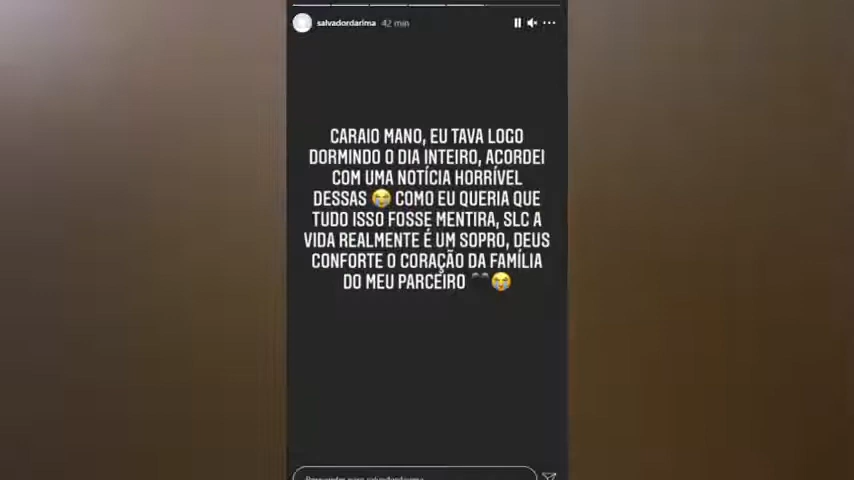 salvadordarima 42 min
CARAIO MANO, EU TAVA LOGO
DORMINDO O DIA INTEIRO, ACORDEI
COM UMA NOTÍCIA HORRÍVEL
DESSAS 😭 COMO EU QUERIA QUE
TUDO ISSO FOSSE MENTIRA, SLC A
VIDA REALMENTE É UM SOPRO, DEUS
CONFORTE O CORAÇÃO DA FAMÍLIA
DO MEU PARCEIRO 🖤😭